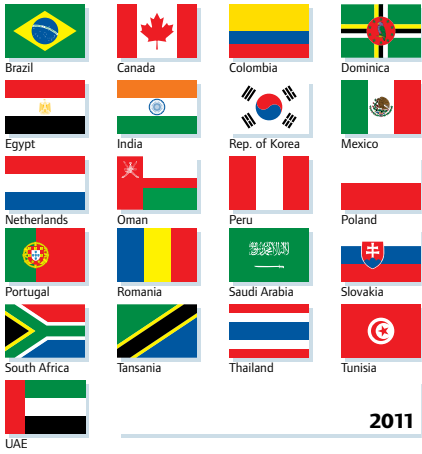 Brazil
Canada
Colombia
Dominica
Egypt
India
Rep. of Korea
Mexico
Netherlands
Oman
Peru
Poland
Portugal
Romania
Saudi Arabia
Slovakia
South Africa
Tansania
Thailand
Tunisia
2011
UAE